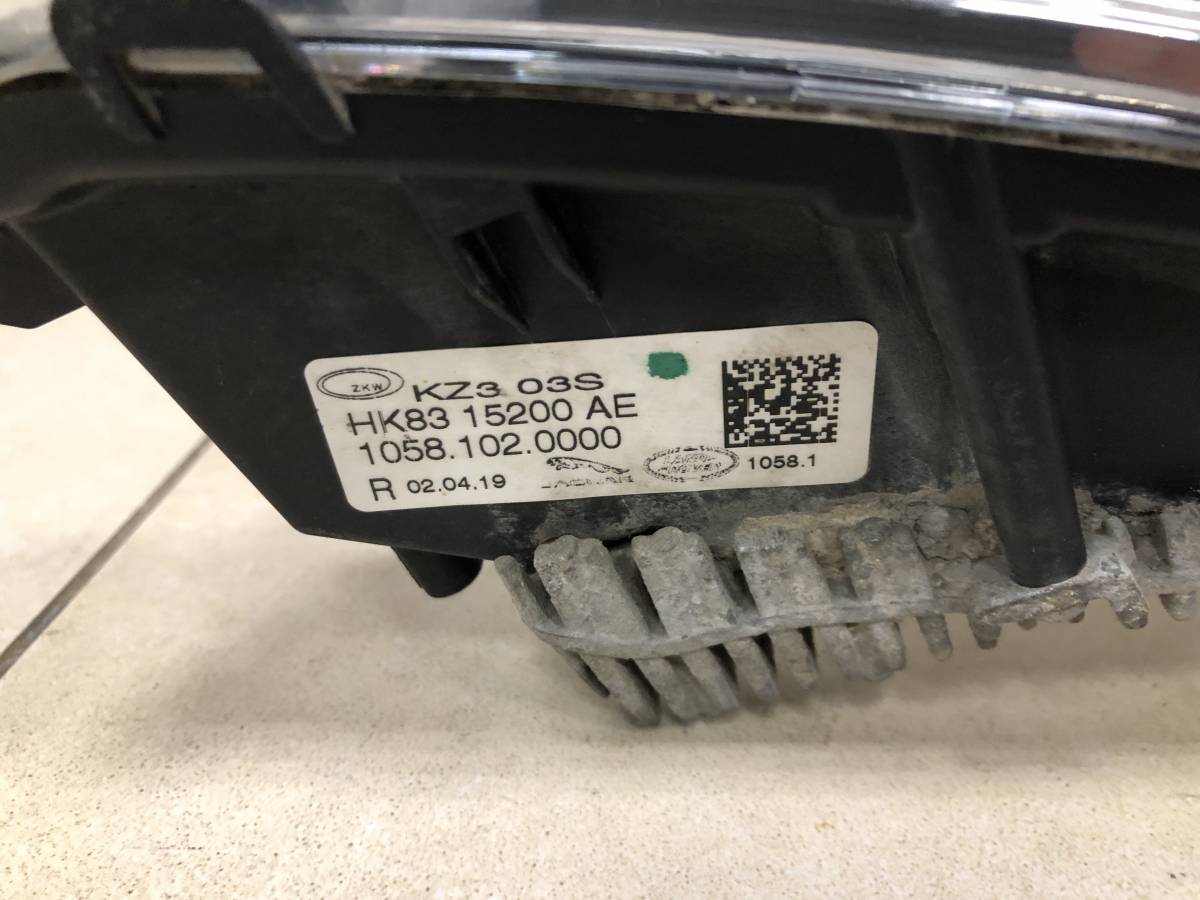 ZKW KZ3 03S
HK83 15200 AE
1058.102.0000
R 02.04.19 JAGUAR 1058.1